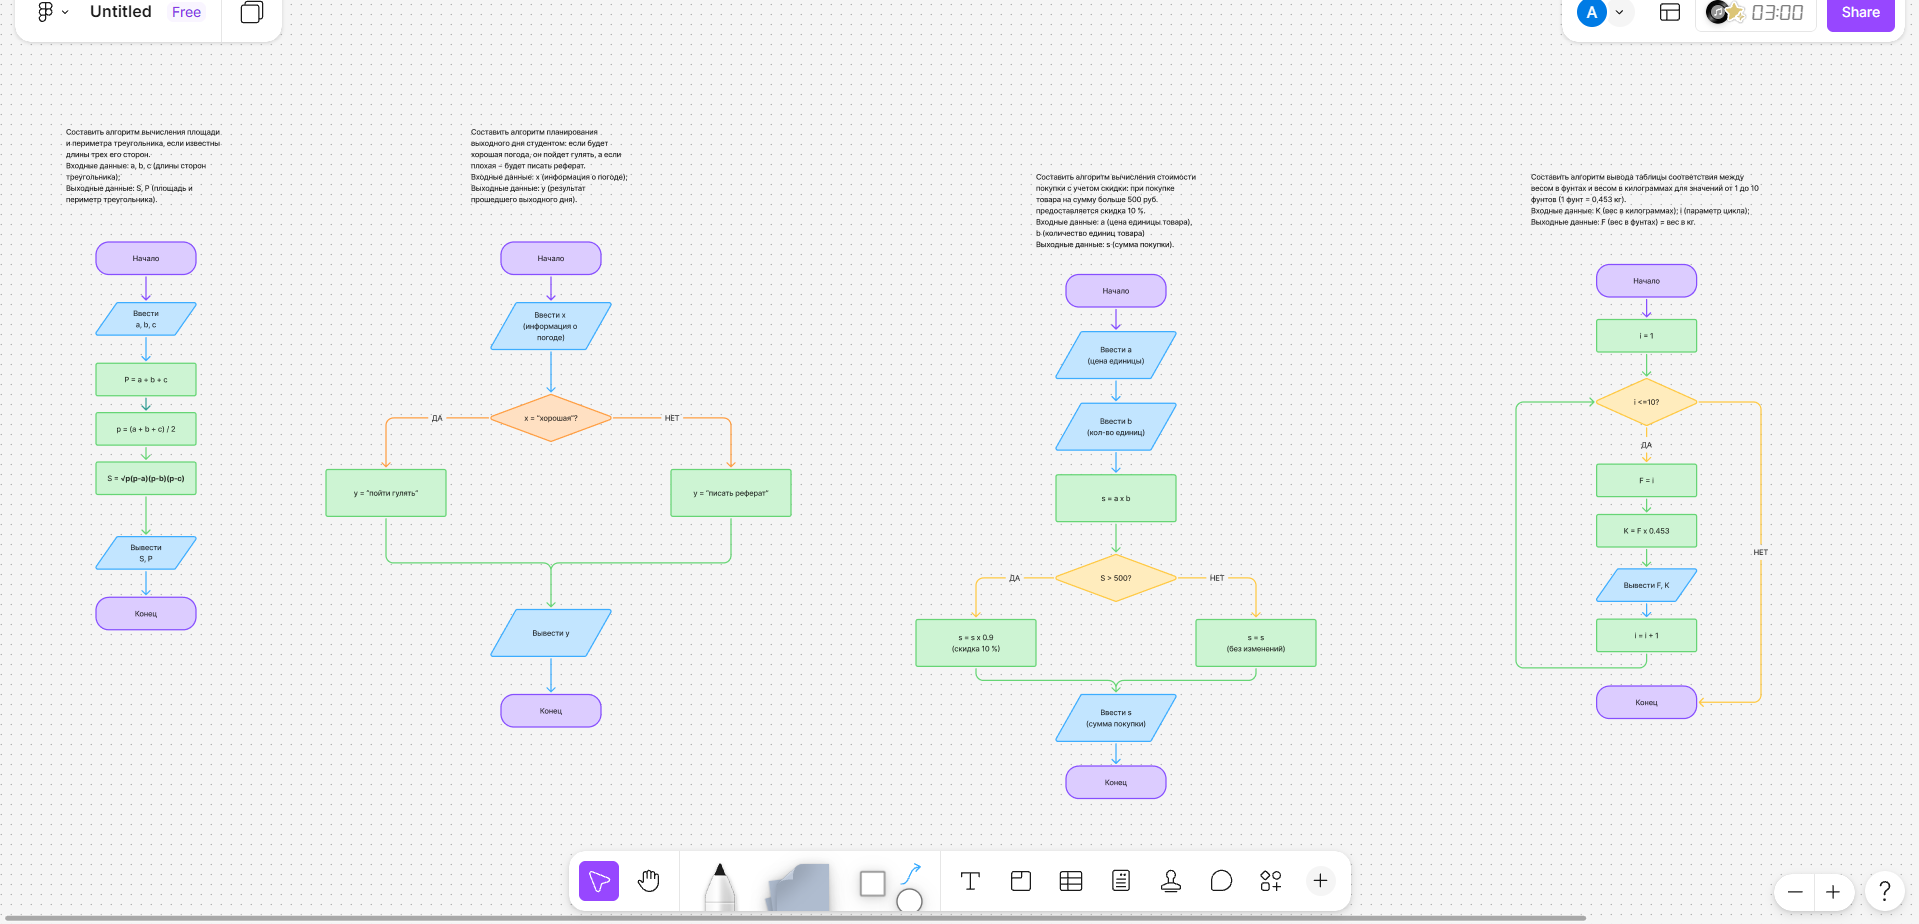 Untitled
Free
A
03:00
Share
Составить алгоритм вычисления площади
и периметра треугольника, если известны
длины трех его сторон.
Входные данные: a, b, c (длины сторон
треугольника);
Выходные данные: S, P (площадь и
периметр треугольника).
Начало
Ввести
a, b, c
P = a + b + c
p = (a + b + c) / 2
S = √p(p-a)(p-b)(p-c)
Вывести
S, P
Конец
Составить алгоритм планирования
выходного дня студентом: если будет
хорошая погода, он пойдет гулять, а если
плохая – будет писать реферат.
Входные данные: x (информация о погоде);
Выходные данные: y (результат
прошедшего выходного дня).
Начало
Ввести x
(информация о
погоде)
x = "хорошая"?
ДА
НЕТ
y = "пойти гулять"
y = "писать реферат"
Вывести y
Конец
Составить алгоритм вычисления стоимости
покупки с учетом скидки: при покупке
товара на сумму больше 500 руб.
предоставляется скидка 10 %.
Входные данные: a (цена единицы товара),
b (количество единиц товара)
Выходные данные: s (сумма покупки).
Начало
Ввести a
(цена единицы)
Ввести b
(кол-во единиц)
s = a x b
S > 500?
ДА
НЕТ
s = s x 0.9
(скидка 10 %)
s = s
(без изменений)
Ввести s
(сумма покупки)
Конец
Составить алгоритм вывода таблицы соответствия между
весом в фунтах и весом в килограммах для значений от 1 до 10
фунтов (1 фунт = 0,453 кг).
Входные данные: K (вес в килограммах); i (параметр цикла);
Выходные данные: F (вес в фунтах) = вес в кг.
Начало
i = 1
i <=10?
ДА
F = i
K = F x 0.453
НЕТ
Вывести F, K
i = i + 1
Конец
T
?